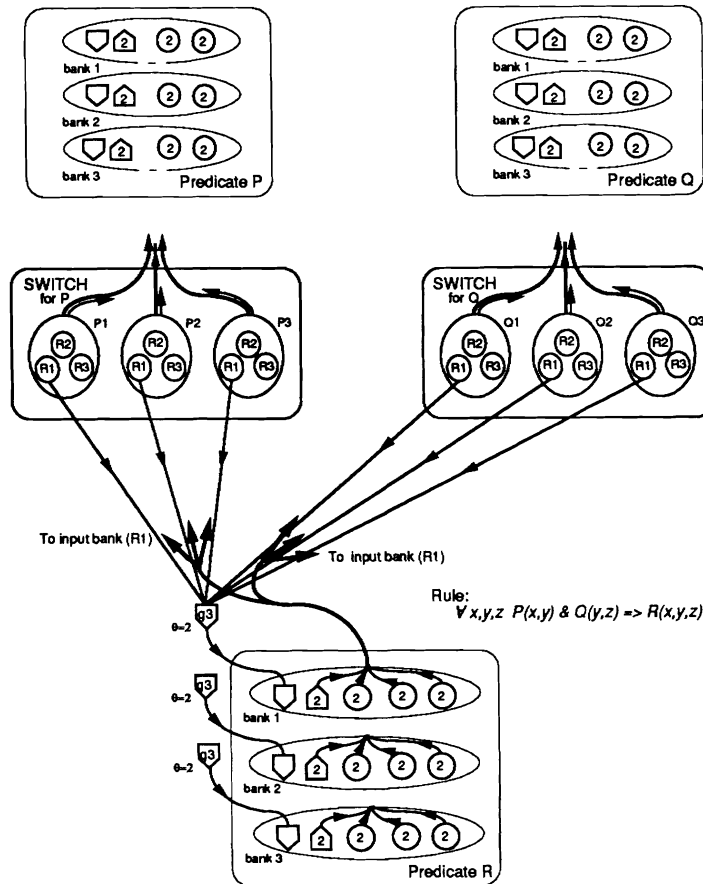 2 2 2
bank 1
2 2 2
bank 2
2 2 2
bank 3
Predicate P
2 2 2
bank 1
2 2 2
bank 2
2 2 2
bank 3
Predicate Q
SWITCH
for P
P1 P2 P3
R2 R2 R2
R1 R3 R1 R3 R1 R3
SWITCH
for Q
Q1 Q2 Q3
R2 R2 R2
R1 R3 R1 R3 R1 R3
To input bank (R1)
To input bank (R1)
Rule:
∀ x,y,z P(x,y) & Q(y,z) => R(x,y,z)
g3
θ=2
2 2 2 2
bank 1
g3
θ=2
2 2 2 2
bank 2
g3
θ=2
2 2 2 2
bank 3
Predicate R